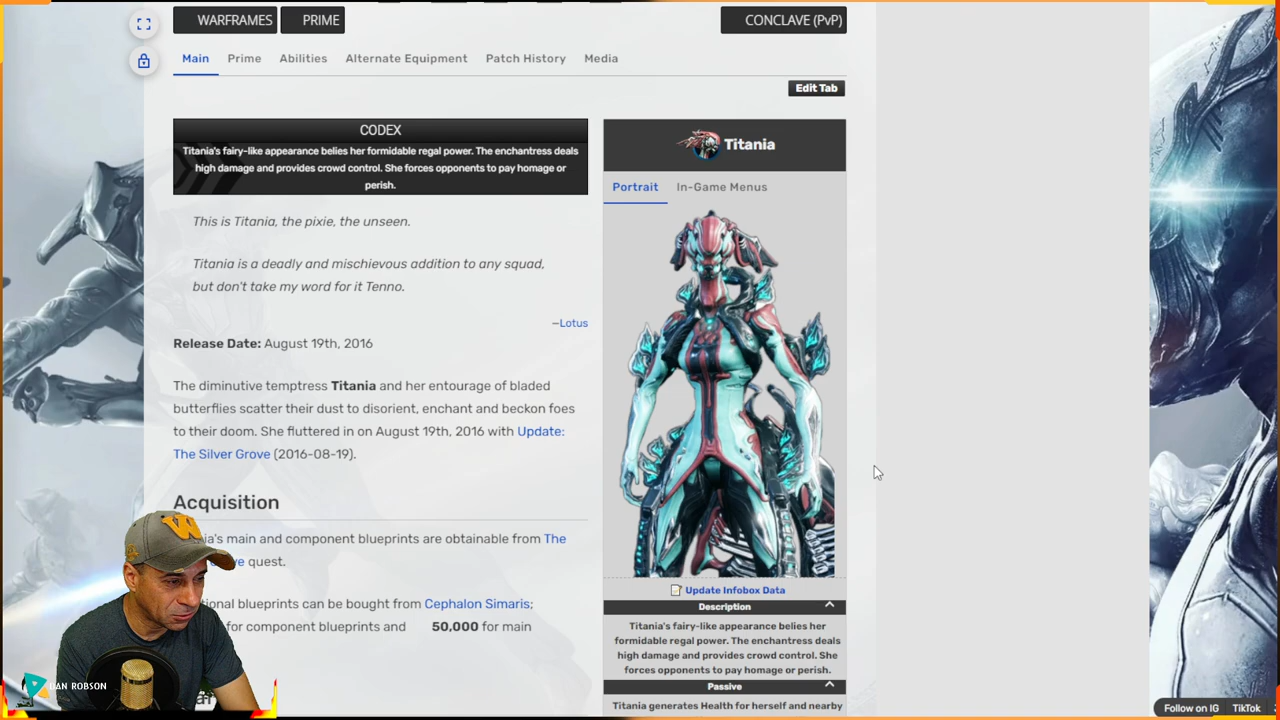 WARFRAMES
PRIME
CONCLAVE (PvP)
Main
Prime
Abilities
Alternate Equipment
Patch History
Media
Edit Tab
CODEX
Titania's fairy-like appearance belies her formidable regal power. The enchantress deals
high damage and provides crowd control. She forces opponents to pay homage or
perish.
This is Titania, the pixie, the unseen.
Titania is a deadly and mischievous addition to any squad,
but don't take my word for it Tenno.
—Lotus
Release Date: August 19th, 2016
The diminutive temptress Titania and her entourage of bladed
butterflies scatter their dust to disorient, enchant and beckon foes
to their doom. She fluttered in on August 19th, 2016 with Update:
The Silver Grove (2016-08-19).
Acquisition
's main and component blueprints are obtainable from The
quest.
blueprints can be bought from Cephalon Simaris;
for component blueprints and 50,000 for main
Titania
Portrait
In-Game Menus
Update Infobox Data
Description
Titania's fairy-like appearance belies her
formidable regal power. The enchantress deals
high damage and provides crowd control. She
forces opponents to pay homage or perish.
Passive
Titania generates Health for herself and nearby
W
DAN ROBSON
Follow on IG
TikTok